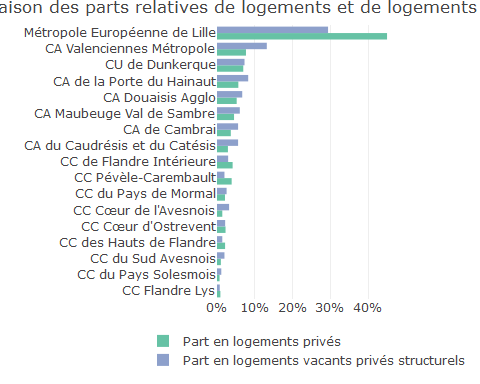 aison des parts relatives de logements et de logements
Métropole Européenne de Lille
CA Valenciennes Métropole
CU de Dunkerque
CA de la Porte du Hainaut
CA Douaisis Agglo
CA Maubeuge Val de Sambre
CA de Cambrai
CA du Caudrésis et du Catésis
CC de Flandre Intérieure
CC Pévèle-Carembault
CC du Pays de Mormal
CC Cœur de l'Avesnois
CC Cœur d'Ostrevent
CC des Hauts de Flandre
CC du Sud Avesnois
CC du Pays Solesmois
CC Flandre Lys
0% 10% 20% 30% 40%
Part en logements privés
Part en logements vacants privés structurels